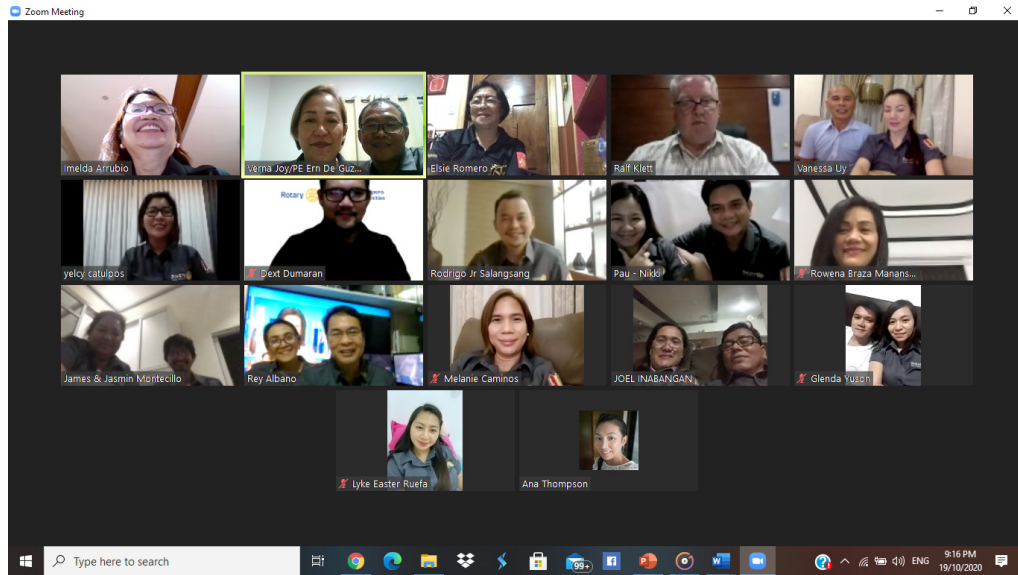 Zoom Meeting
Imelda Arrubio
Verna Joy/PE Ern De Guz...
Elsie Romero
Ralf Klett
Vanessa Uy
Rotary
yelcy catulpos
Dext Dumaran
Rodrigo Jr Salangsang
Pau - Nikki
Rowena Braza Manans...
James & Jasmin Montecillo
Rey Albano
Melanie Caminos
JOEL INABANGAN
Glenda Yuson
Lyke Easter Ruefa
Ana Thompson
Type here to search
99+
ENG
9:16 PM
19/10/2020